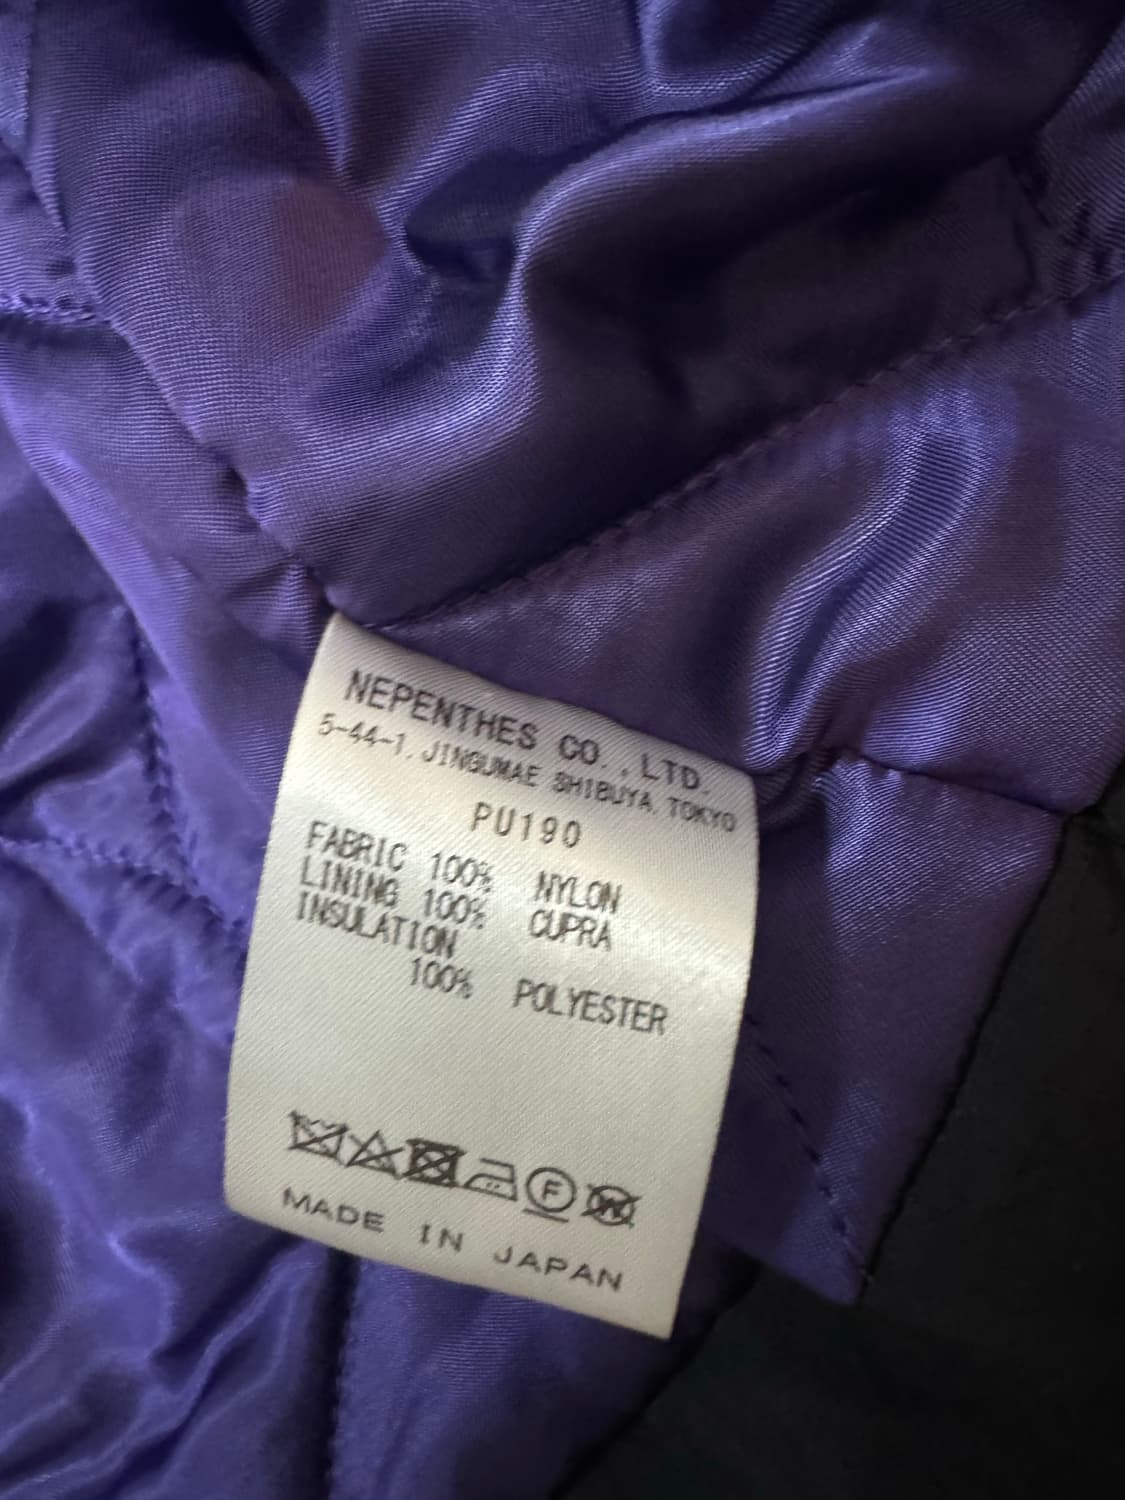 NEPENTHES CO., LTD.
5-44-1, JINGUMAE SHIBUYA, TOKYO
PU190
FABRIC 100% NYLON
LINING 100% CUPRA
INSULATION
100% POLYESTER
F W
MADE IN JAPAN